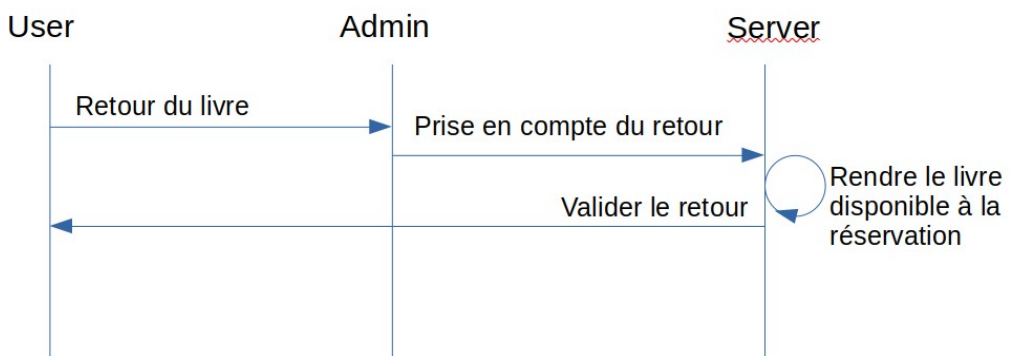 User
Admin
Server
Retour du livre
Prise en compte du retour
Rendre le livre
disponible à la
réservation
Valider le retour